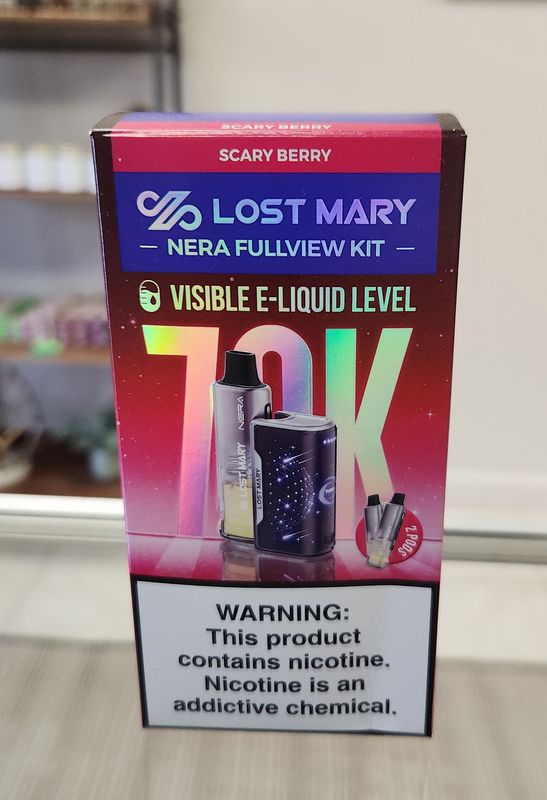 SCARY BERRY
SCARY BERRY
LOST MARY
NERA FULLVIEW KIT
VISIBLE E-LIQUID LEVEL
70K
NERA
LOST MARY
LOST MARY
2 PODS
WARNING:
This product
contains nicotine.
Nicotine is an
addictive chemical.